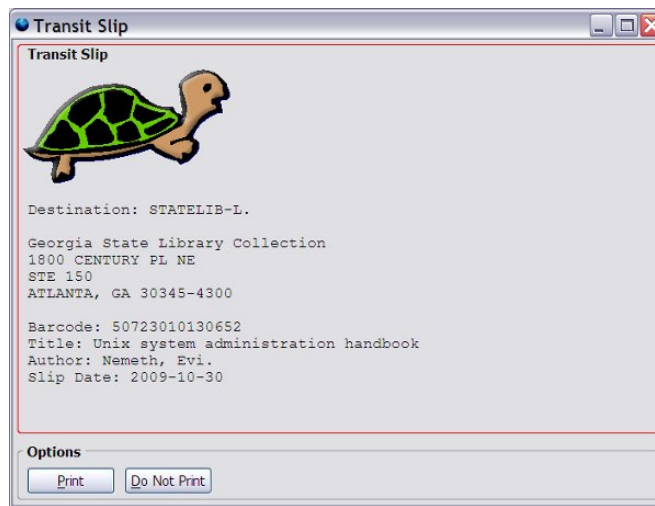 Transit Slip
Transit Slip
Destination: STATELIB-L.
Georgia State Library Collection
1800 CENTURY PL NE
STE 150
ATLANTA, GA 30345-4300
Barcode: 50723010130652
Title: Unix system administration handbook
Author: Nemeth, Evi.
Slip Date: 2009-10-30
Options
Print
Do Not Print